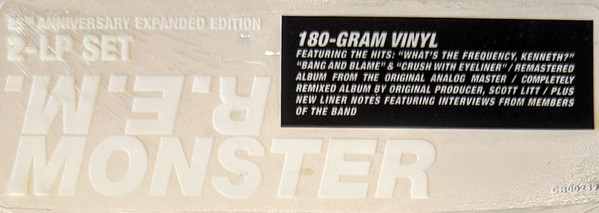 25TH ANNIVERSARY EXPANDED EDITION
2-LP SET
R.E.M.
MONSTER
180-GRAM VINYL
FEATURING THE HITS: "WHAT'S THE FREQUENCY, KENNETH?"
"BANG AND BLAME" & "CRUSH WITH EYELINER" / REMASTERED
ALBUM FROM THE ORIGINAL ANALOG MASTER / COMPLETELY
REMIXED ALBUM BY ORIGINAL PRODUCER, SCOTT LITT / PLUS
NEW LINER NOTES FEATURING INTERVIEWS FROM MEMBERS
OF THE BAND